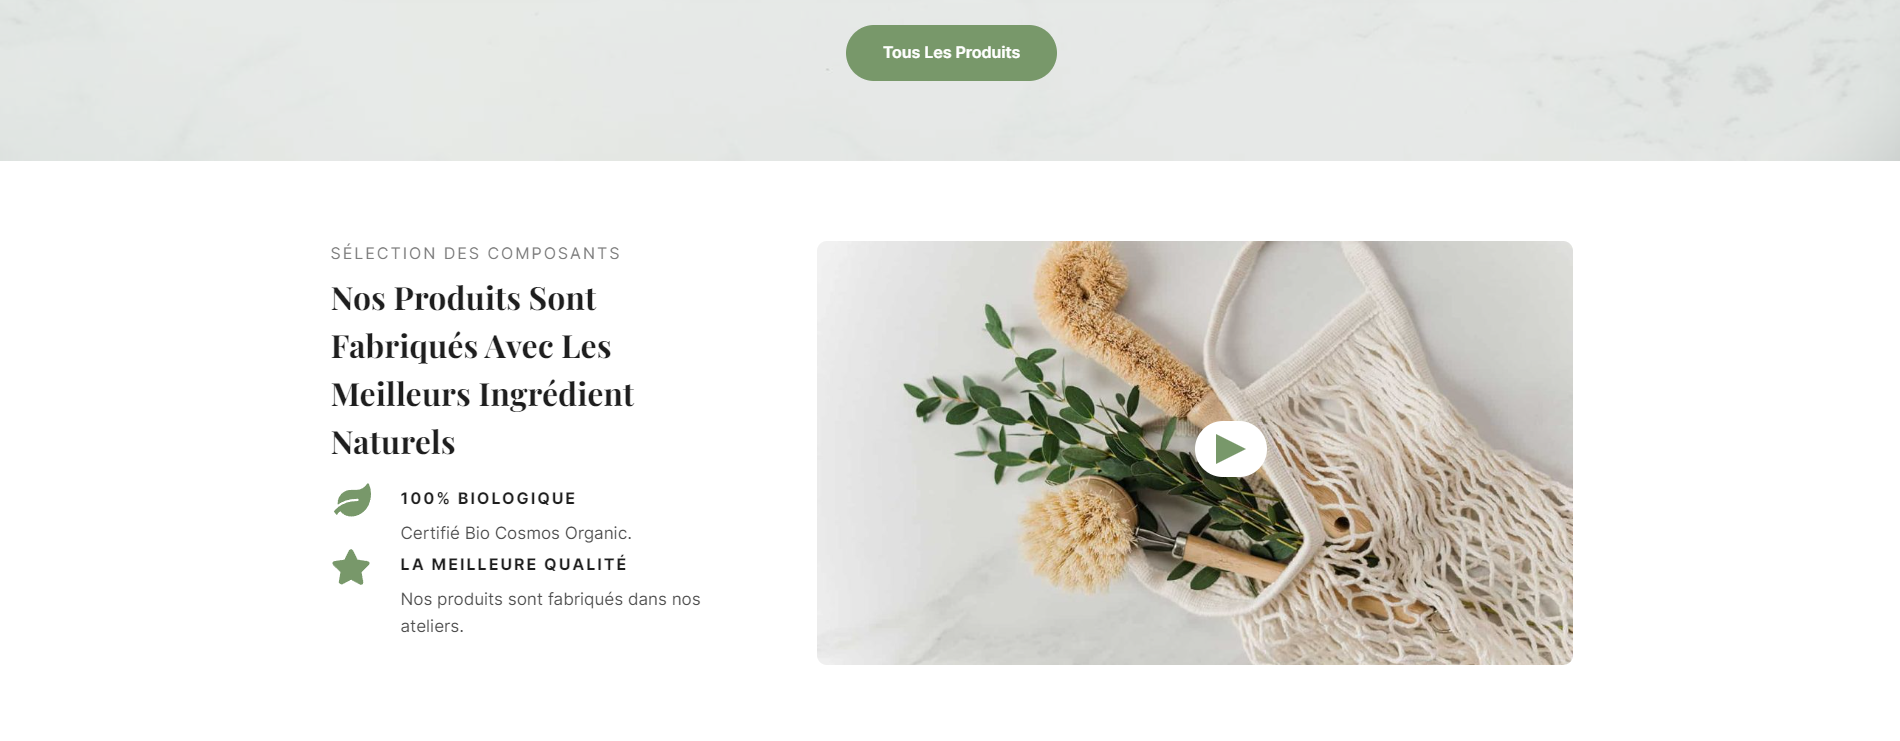 Tous Les Produits
SÉLECTION DES COMPOSANTS
Nos Produits Sont
Fabriqués Avec Les
Meilleurs Ingrédient
Naturels
100% BIOLOGIQUE
Certifié Bio Cosmos Organic.
LA MEILLEURE QUALITÉ
Nos produits sont fabriqués dans nos
ateliers.